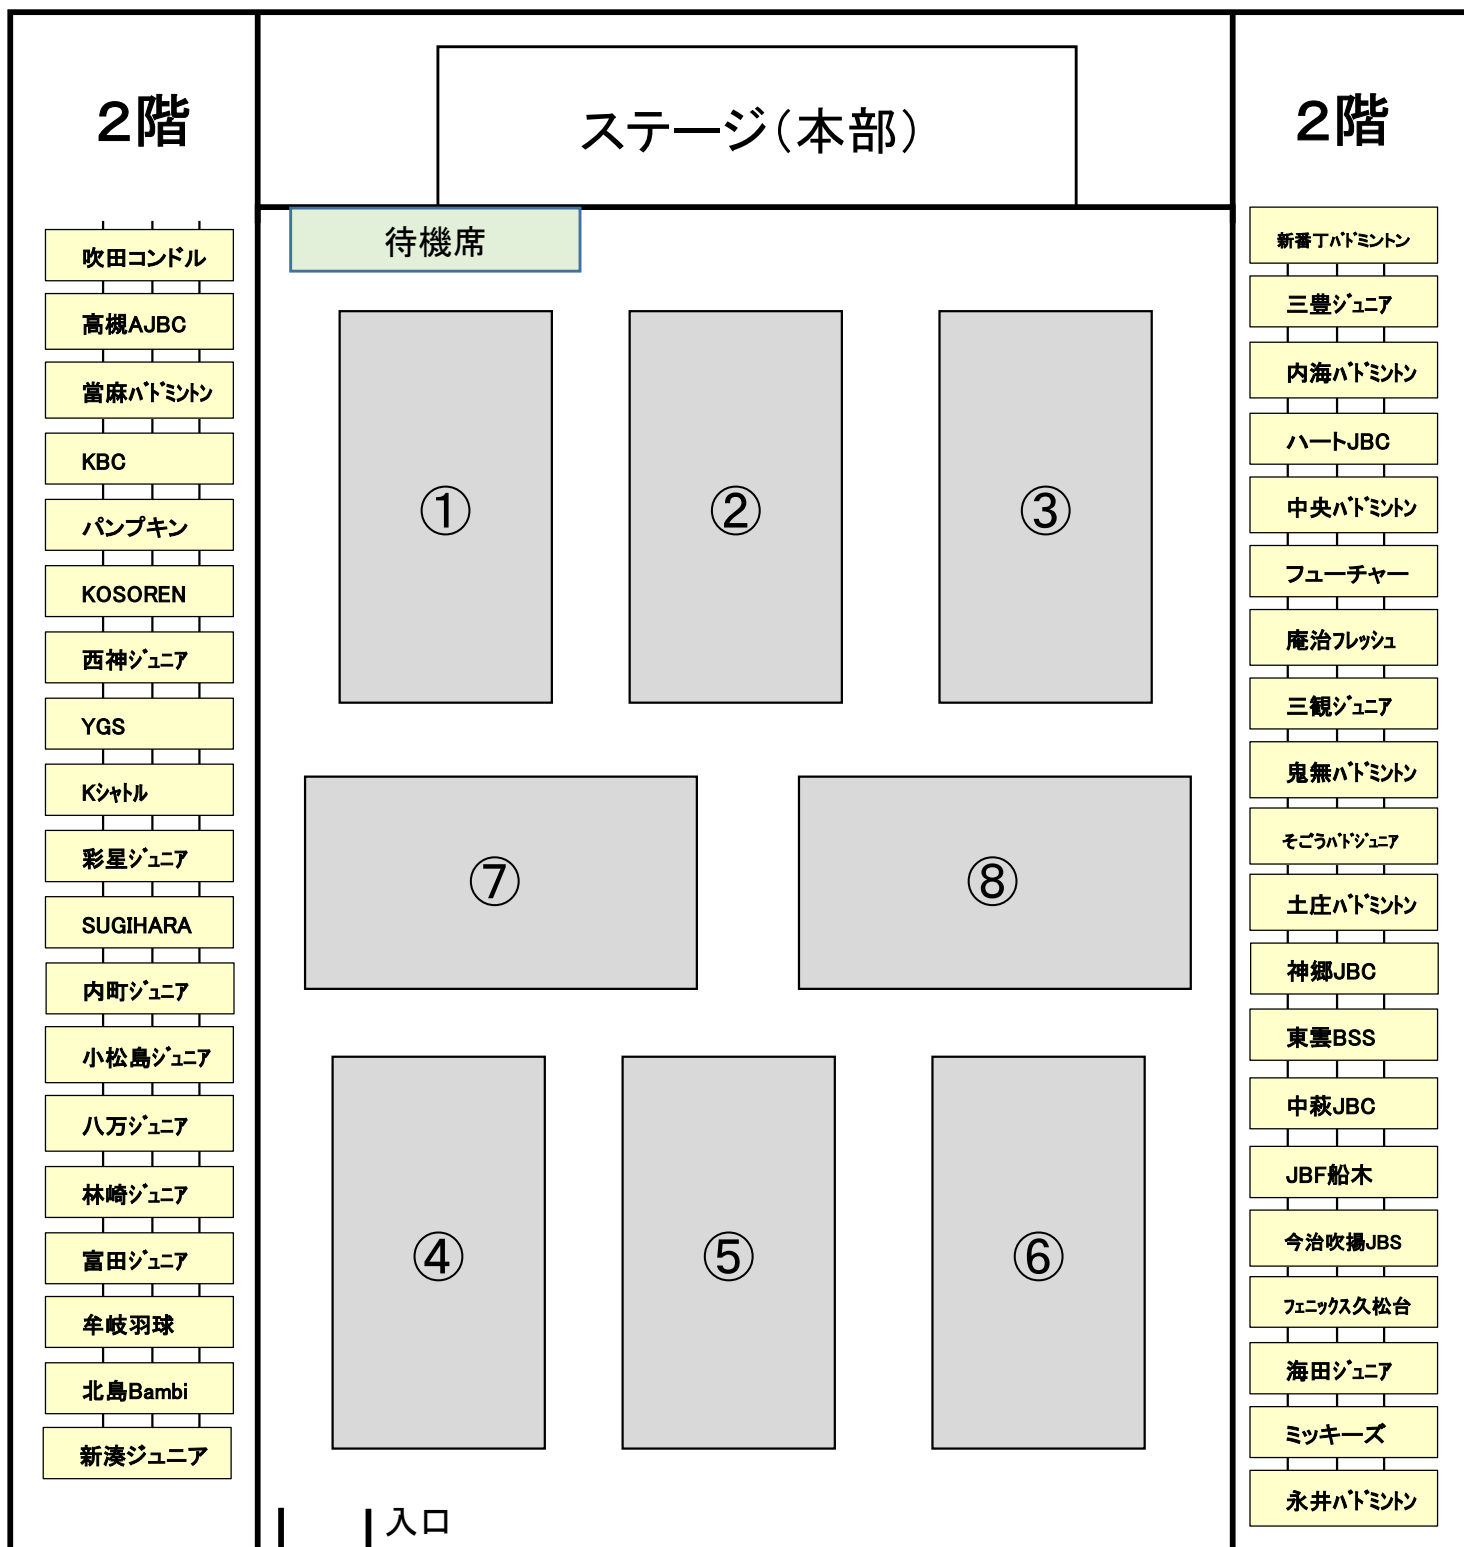 ２階
吹田コンドル
高槻AJBC
當麻ﾊﾞﾄﾞﾐﾝﾄﾝ
KBC
パンプキン
KOSOREN
西神ｼﾞｭﾆｱ
YGS
Kｼｬﾄﾙ
彩星ｼﾞｭﾆｱ
SUGIHARA
内町ｼﾞｭﾆｱ
小松島ｼﾞｭﾆｱ
八万ｼﾞｭﾆｱ
林崎ｼﾞｭﾆｱ
富田ｼﾞｭﾆｱ
牟岐羽球
北島Bambi
新湊ジュニア
ステージ（本部）
待機席
①
②
③
⑦
⑧
④
⑤
⑥
入口
２階
新番丁ﾊﾞﾄﾞミントン
三豊ｼﾞｭﾆｱ
内海ﾊﾞﾄﾞﾐﾝﾄﾝ
ハートJBC
中央ﾊﾞﾄﾞﾐﾝﾄﾝ
フューチャー
庵治ﾌﾚｯｼｭ
三観ｼﾞｭﾆｱ
鬼無ﾊﾞﾄﾞﾐﾝﾄﾝ
そごうﾊﾞﾄﾞｼﾞｭﾆｱ
土庄ﾊﾞﾄﾞﾐﾝﾄﾝ
神郷JBC
東雲BSS
中萩JBC
JBF船木
今治吹揚JBS
ﾌｪﾆｯｸｽ久松台
海田ｼﾞｭﾆｱ
ミッキーズ
永井ﾊﾞﾄﾞﾐﾝﾄﾝ